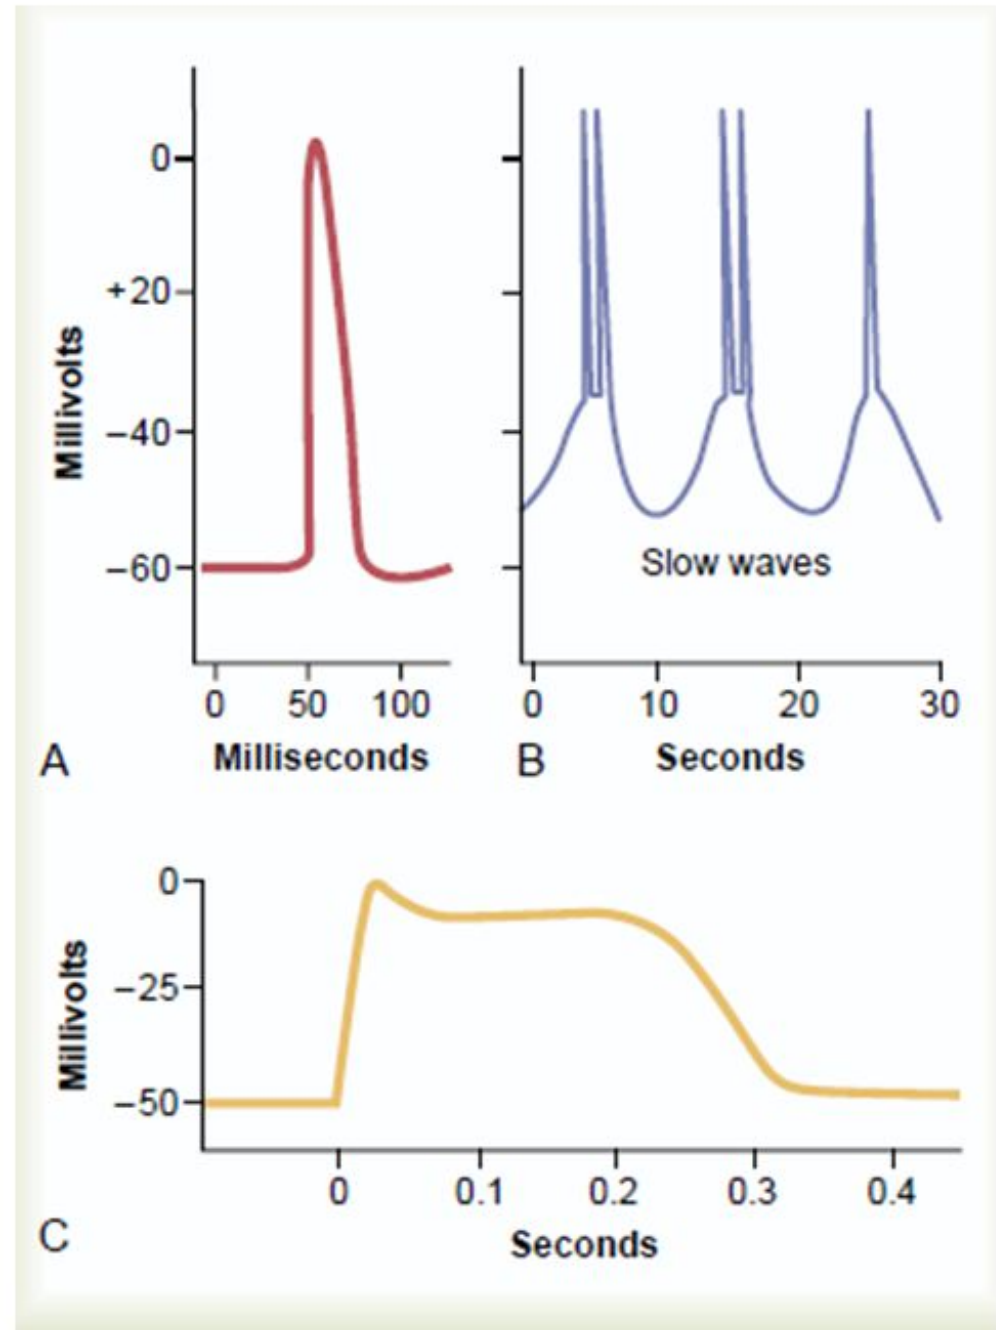 Millivolts
0
+20
–40
–60
0 50 100
Milliseconds
A
Slow waves
0 10 20 30
Seconds
B
Millivolts
0
–25
–50
0 0.1 0.2 0.3 0.4
Seconds
C